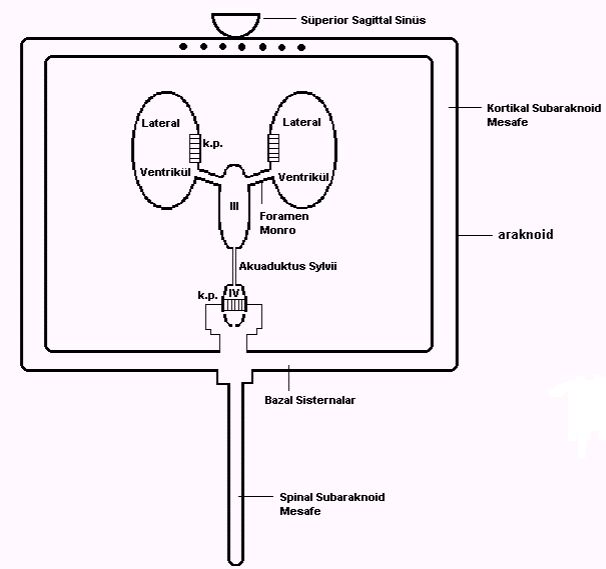 Süperior Sagittal Sinüs
Kortikal Subaraknoid
Mesafe
Lateral
Lateral
k.p.
Ventrikül
Ventrikül
III
Foramen
Monro
araknoid
Akuaduktus Sylvii
k.p.
IV
Bazal Sisternalar
Spinal Subaraknoid
Mesafe